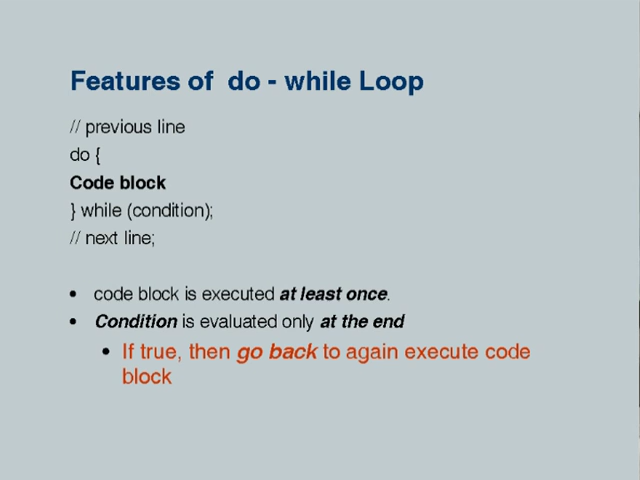 Features of do - while Loop
// previous line
do {
Code block
} while (condition);
// next line;
• code block is executed at least once.
• Condition is evaluated only at the end
• If true, then go back to again execute code
block